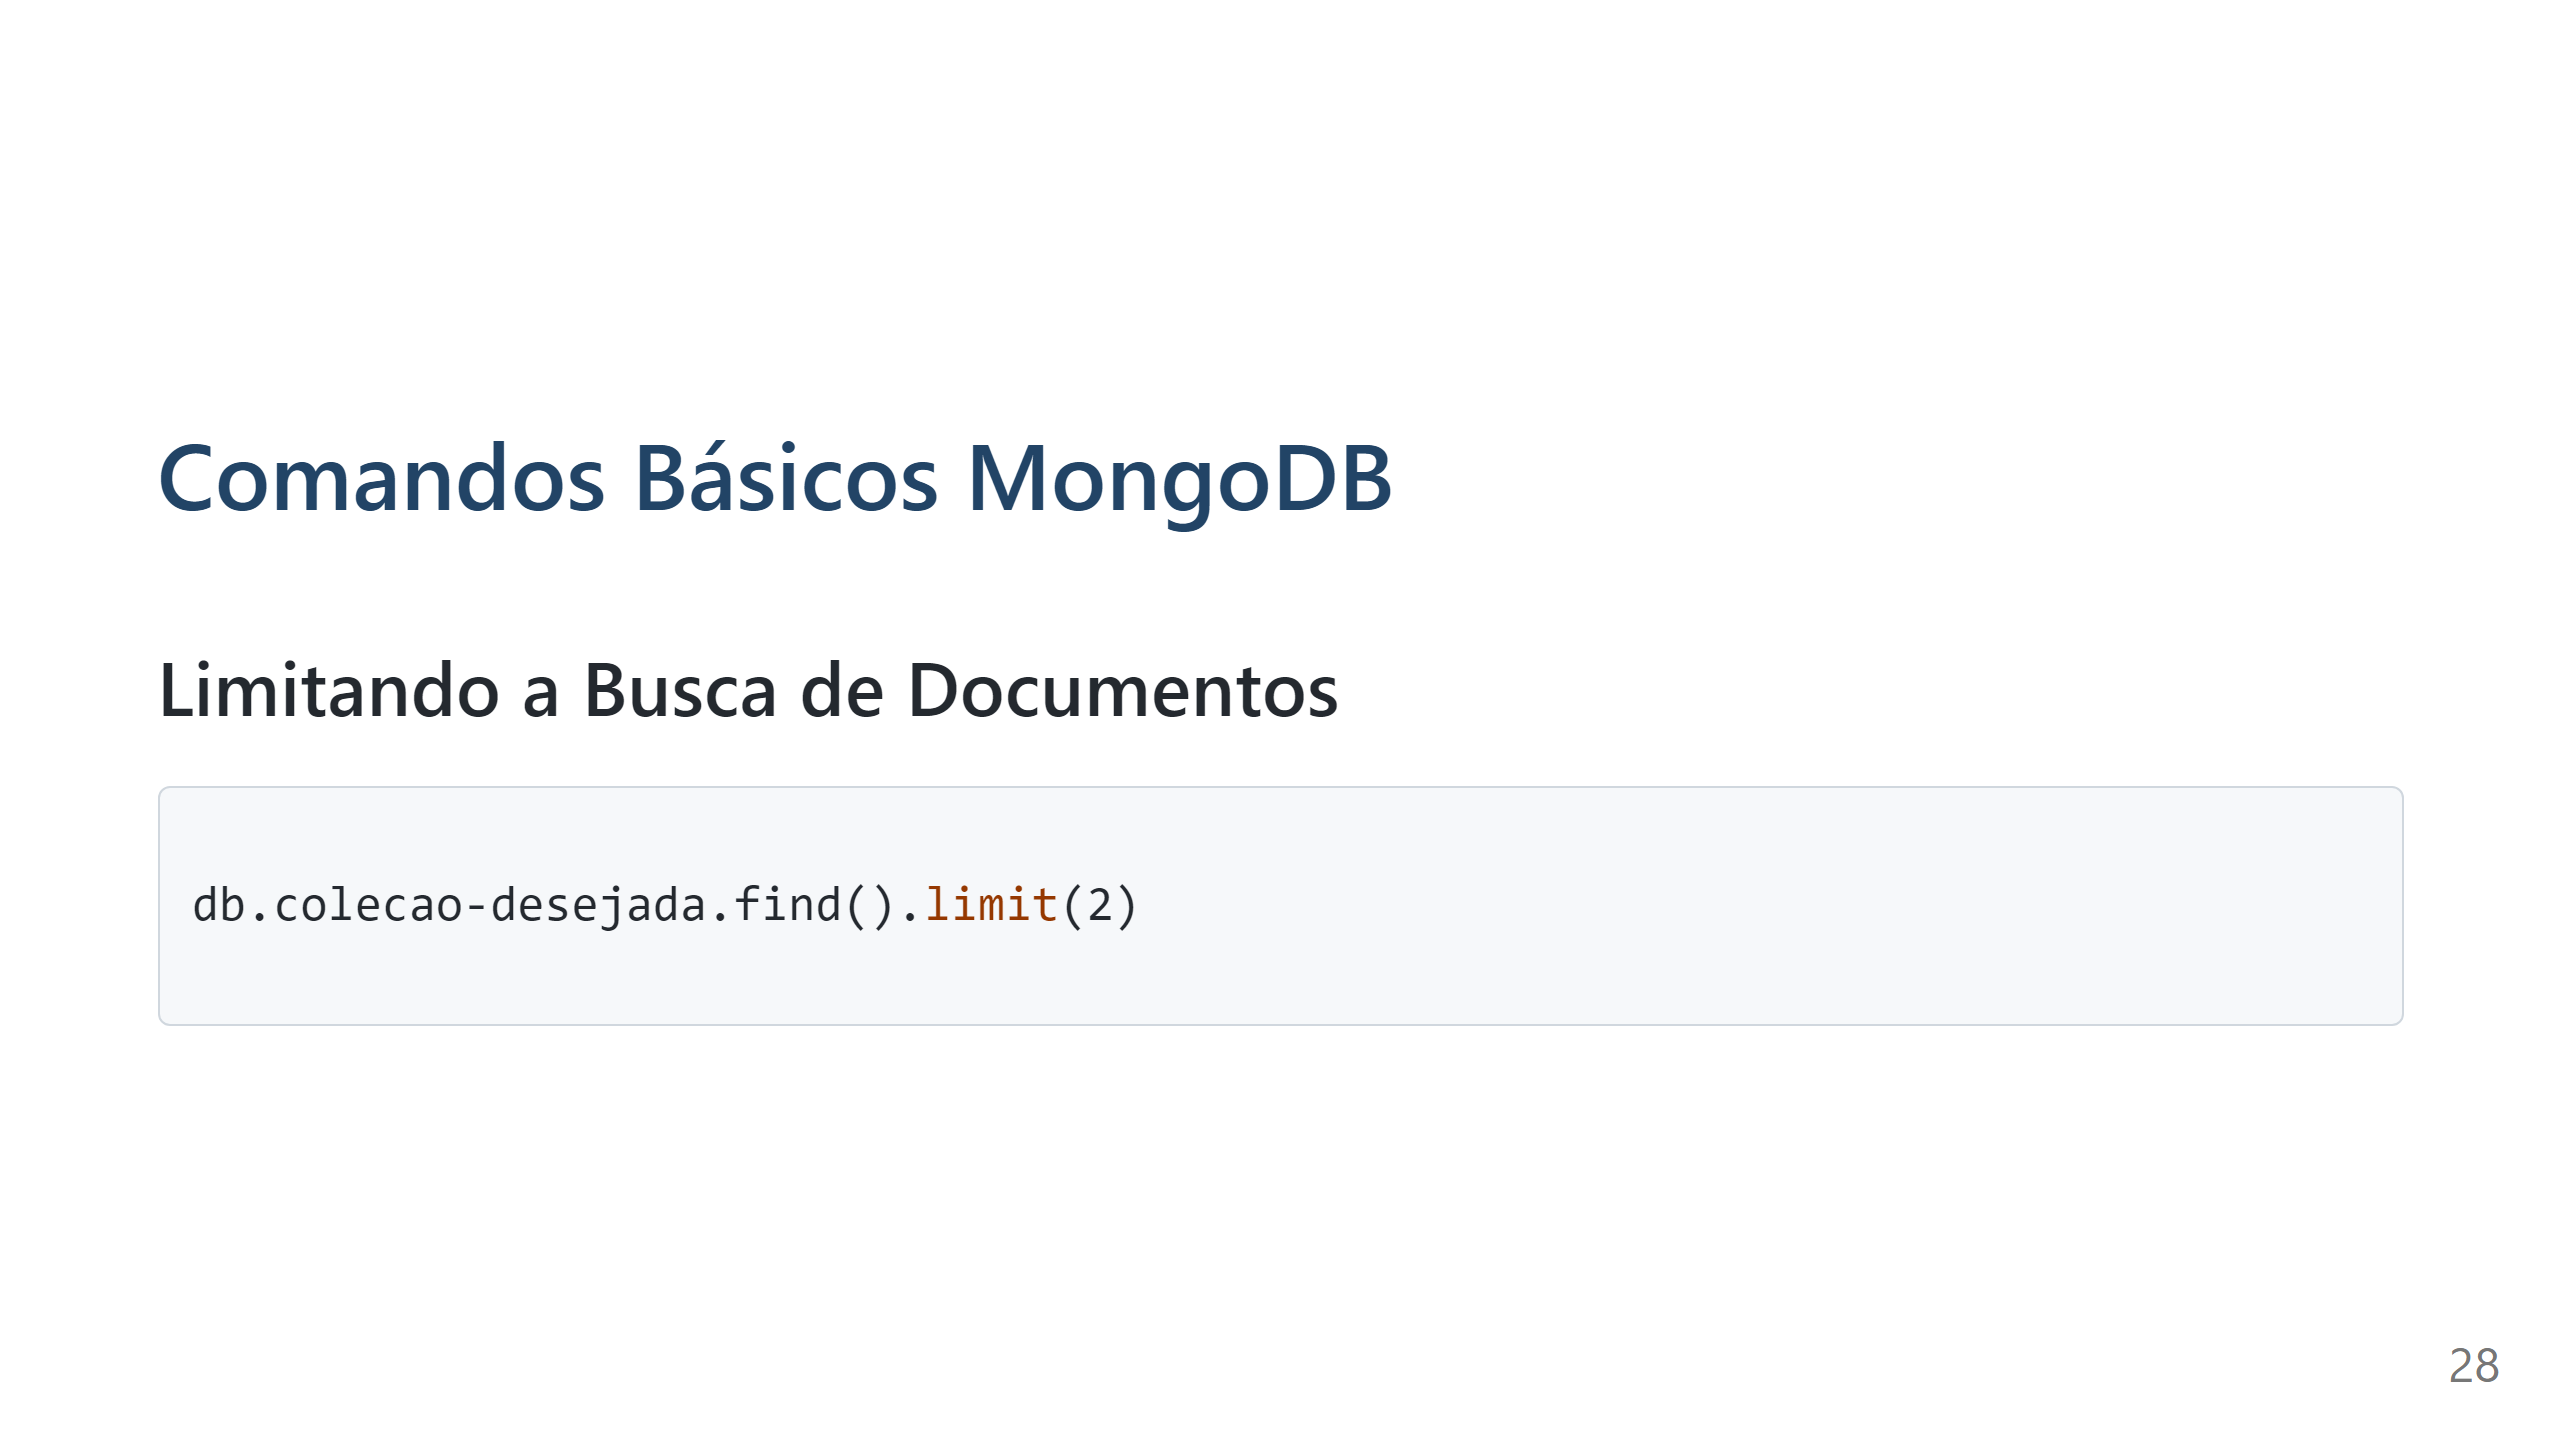 Comandos Básicos MongoDB
Limitando a Busca de Documentos
db.colecao-desejada.find().limit(2)
28